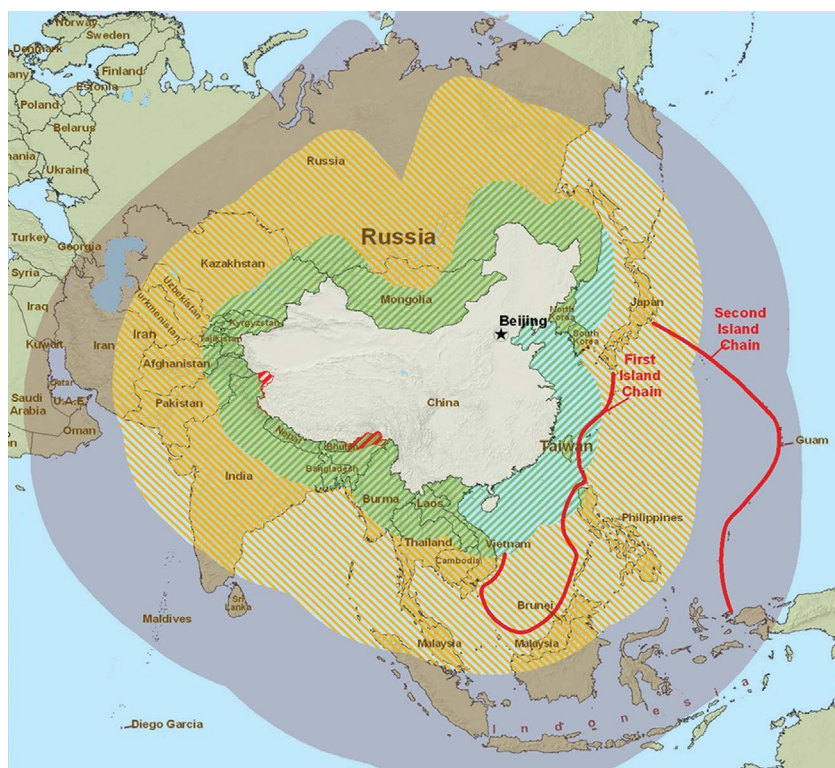 Norway
Sweden
Denmark
Finland
Estonia
Poland
Belarus
Ukraine
Russia
Turkey
Georgia
Russia
Syria
Kazakhstan
Mongolia
Iraq
Uzbekistan
Turkmenistan
Kyrgyzstan
Tajikistan
North
Korea
South
Korea
Japan
Beijing
Second
Island
Chain
First
Island
Chain
Kuwait
Iran
Iran
Afghanistan
Qatar
U.A.E.
Saudi
Arabia
Oman
Pakistan
China
Nepal
Bhutan
Bangladesh
India
Taiwan
Guam
Burma
Laos
Thailand
Vietnam
Cambodia
Philippines
Sri
Lanka
Maldives
Brunei
Malaysia
Malaysia
Indonesia
Diego Garcia